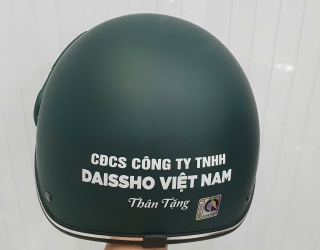 CĐCS CÔNG TY TNHH
DAISSHO VIỆT NAM
Thân Tặng